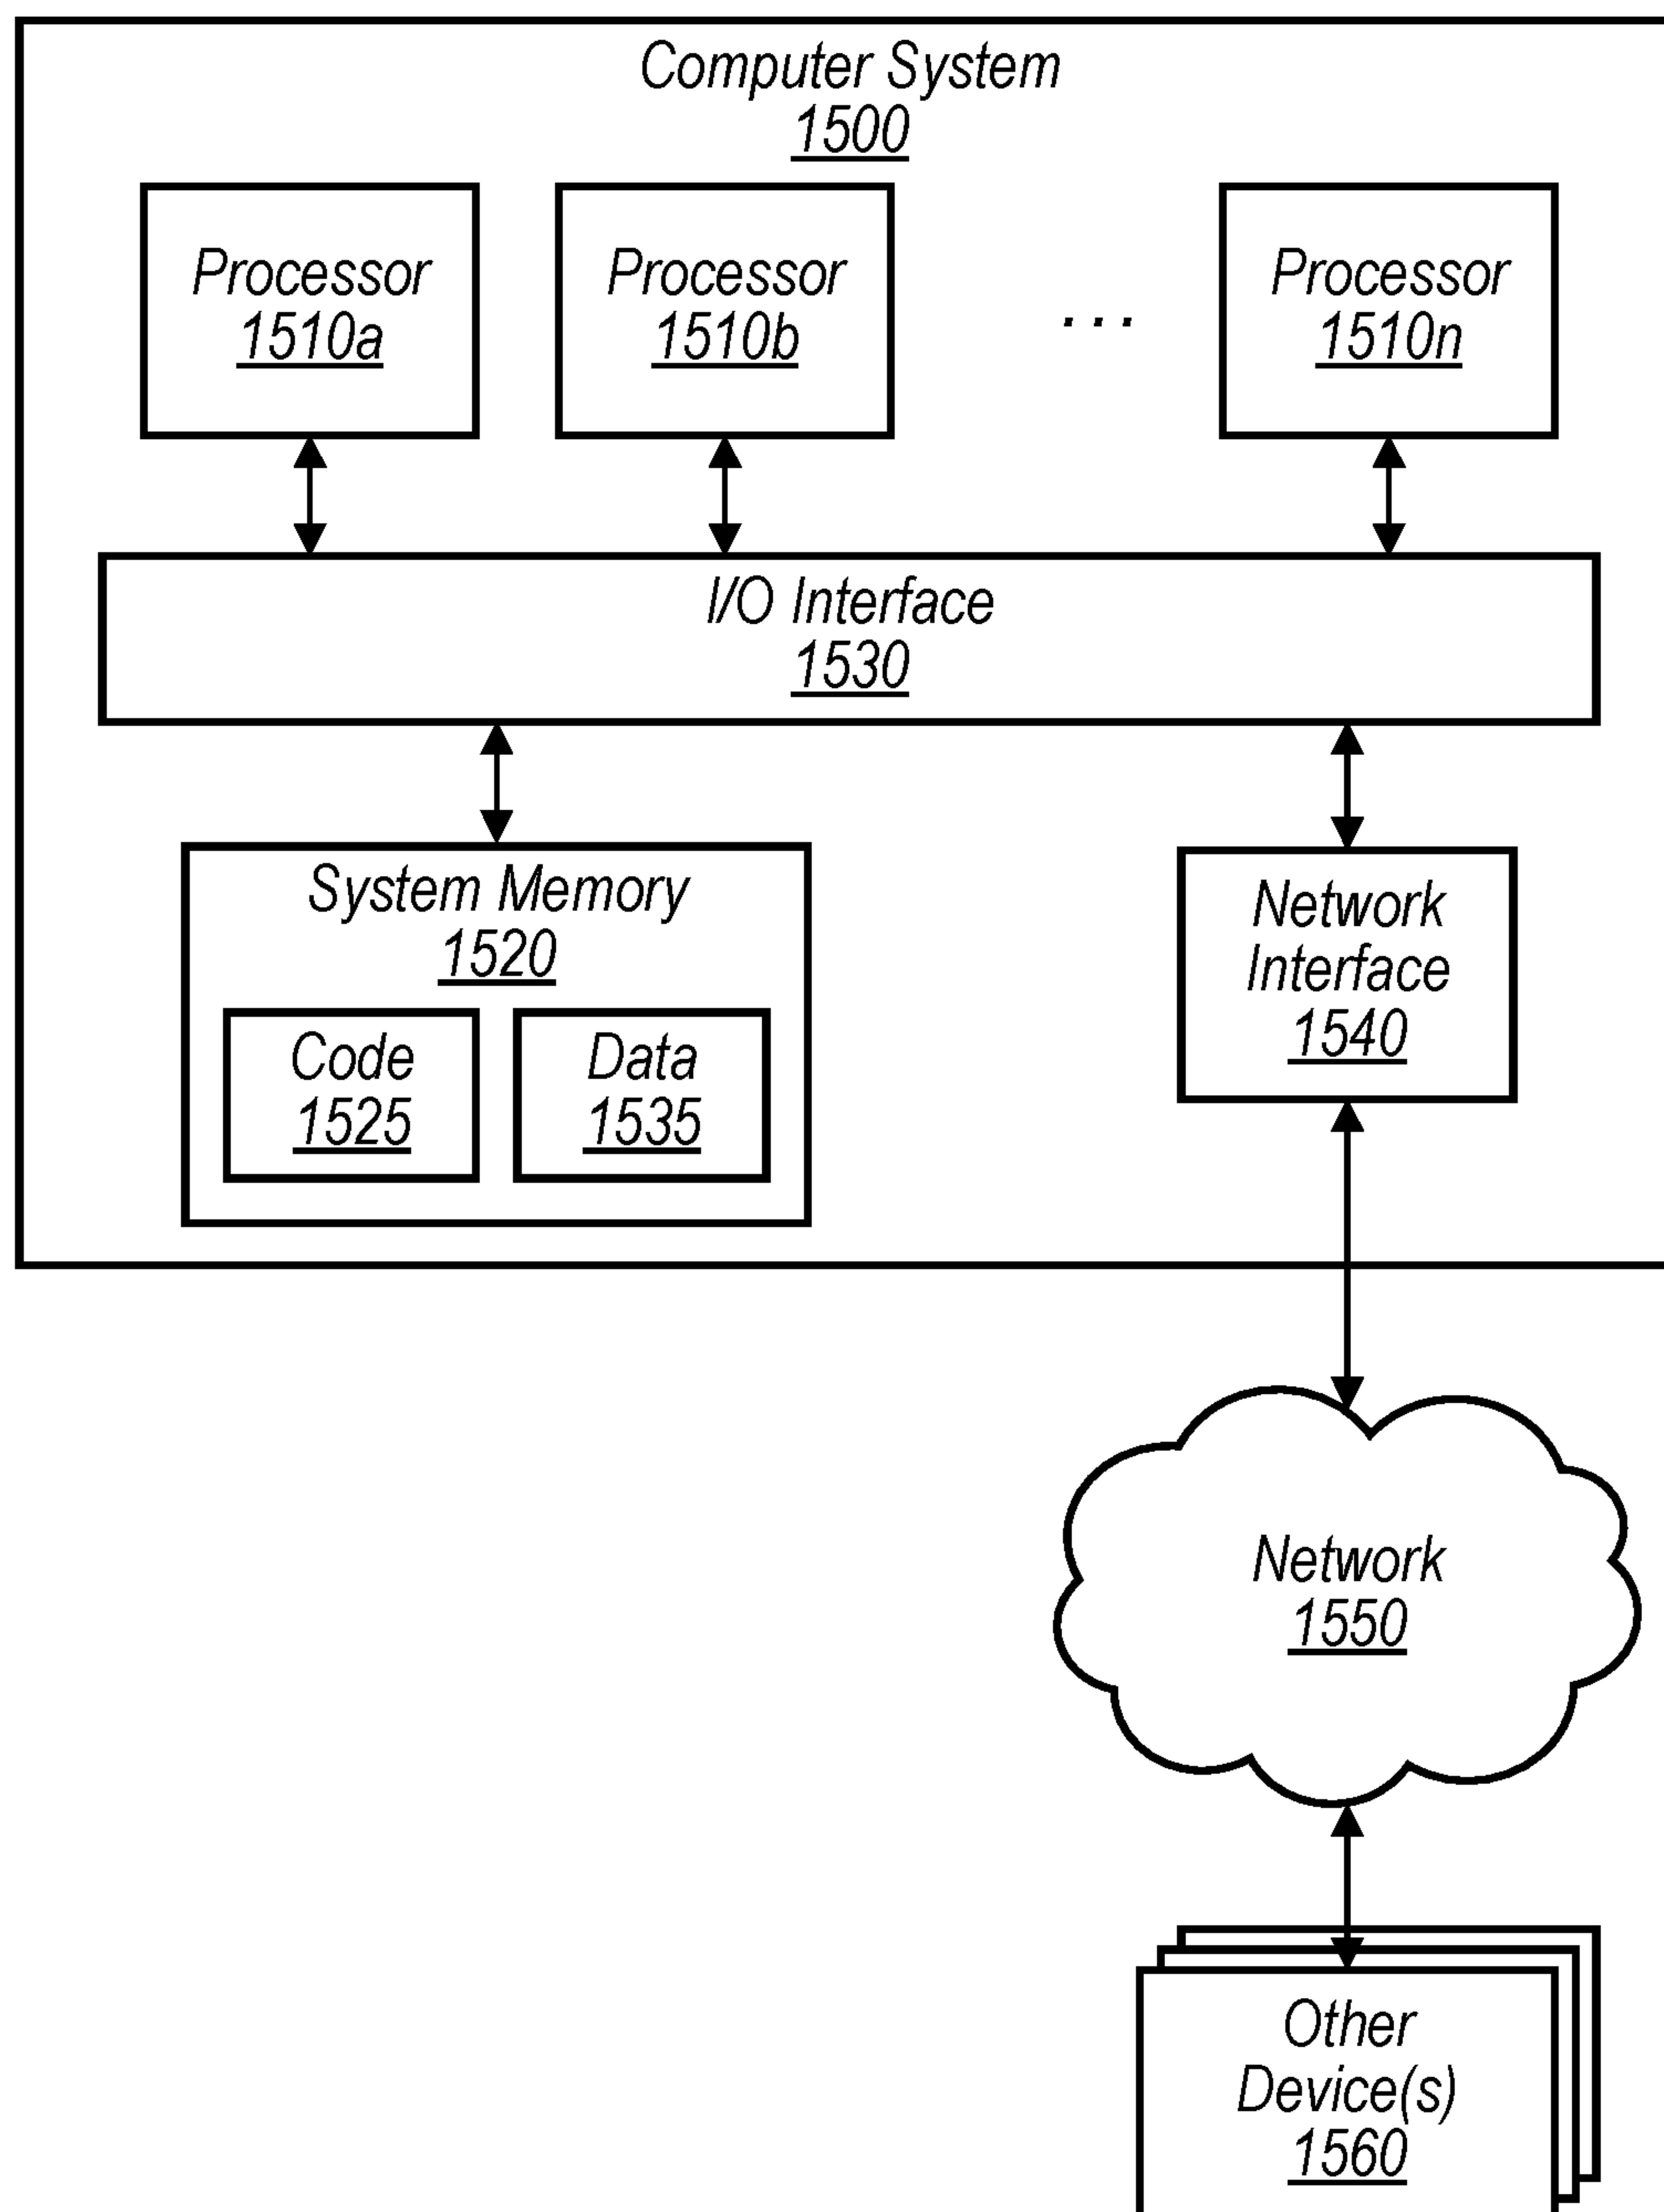 Computer System
1500
Processor
1510a
Processor
1510b
. . .
Processor
1510n
I/O Interface
1530
System Memory
1520
Code
1525
Data
1535
Network
Interface
1540
Network
1550
Other
Device(s)
1560